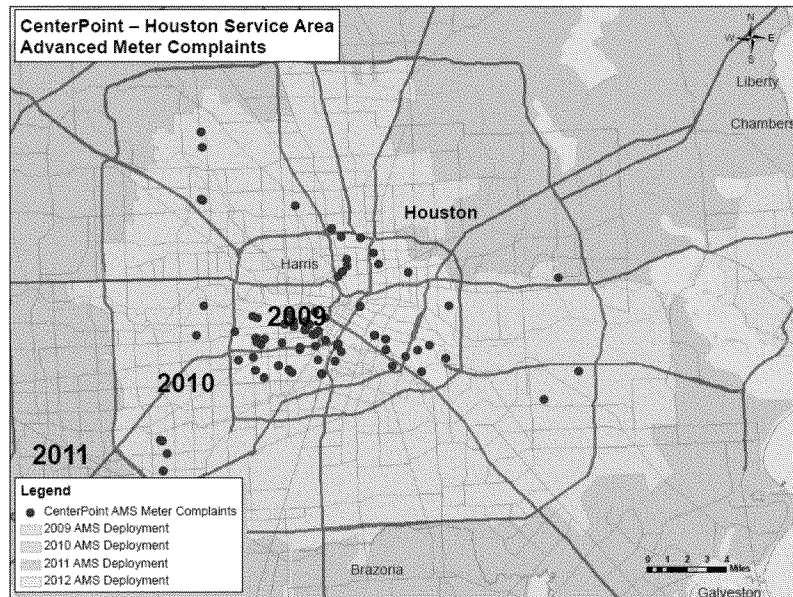 CenterPoint – Houston Service Area
Advanced Meter Complaints
N
W
E
S
Liberty
Chambers
Houston
Harris
2009
2010
2011
Legend
CenterPoint AMS Meter Complaints
2009 AMS Deployment
2010 AMS Deployment
2011 AMS Deployment
2012 AMS Deployment
Brazoria
0 1 2 3 4
Miles
Galveston